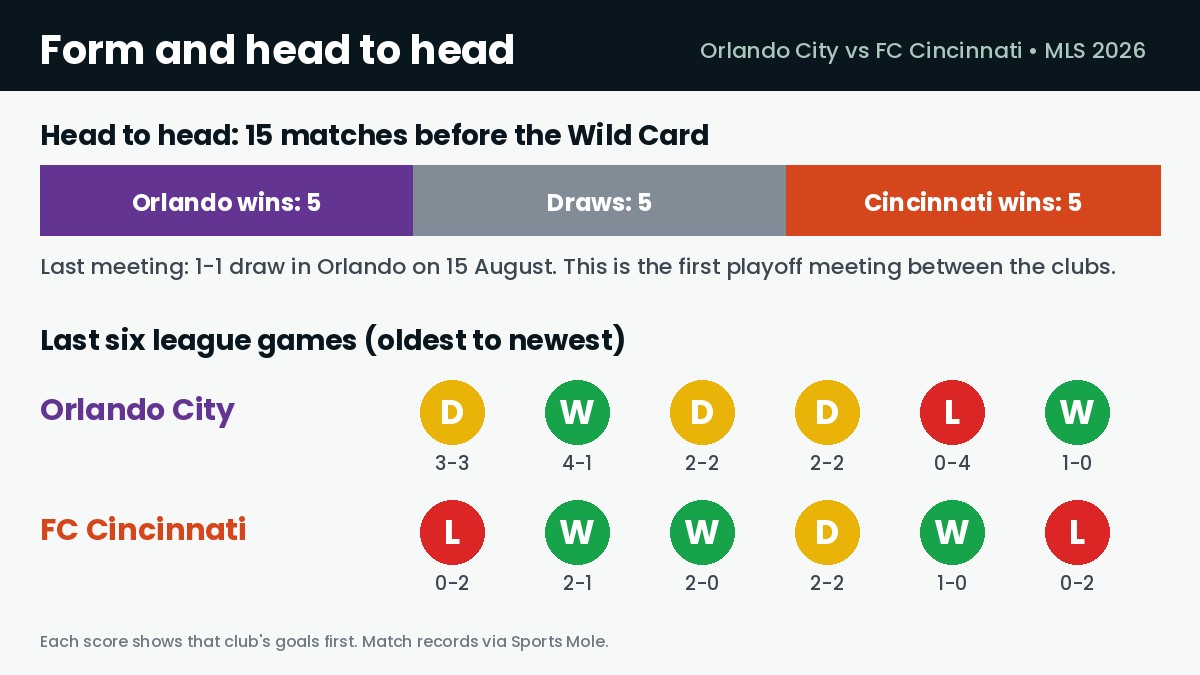 Form and head to head
Orlando City vs FC Cincinnati • MLS 2026
Head to head: 15 matches before the Wild Card
Orlando wins: 5
Draws: 5
Cincinnati wins: 5
Last meeting: 1-1 draw in Orlando on 15 August. This is the first playoff meeting between the clubs.
Last six league games (oldest to newest)
Orlando City
D W D D L W
3-3 4-1 2-2 2-2 0-4 1-0
FC Cincinnati
L W W D W L
0-2 2-1 2-0 2-2 1-0 0-2
Each score shows that club's goals first. Match records via Sports Mole.